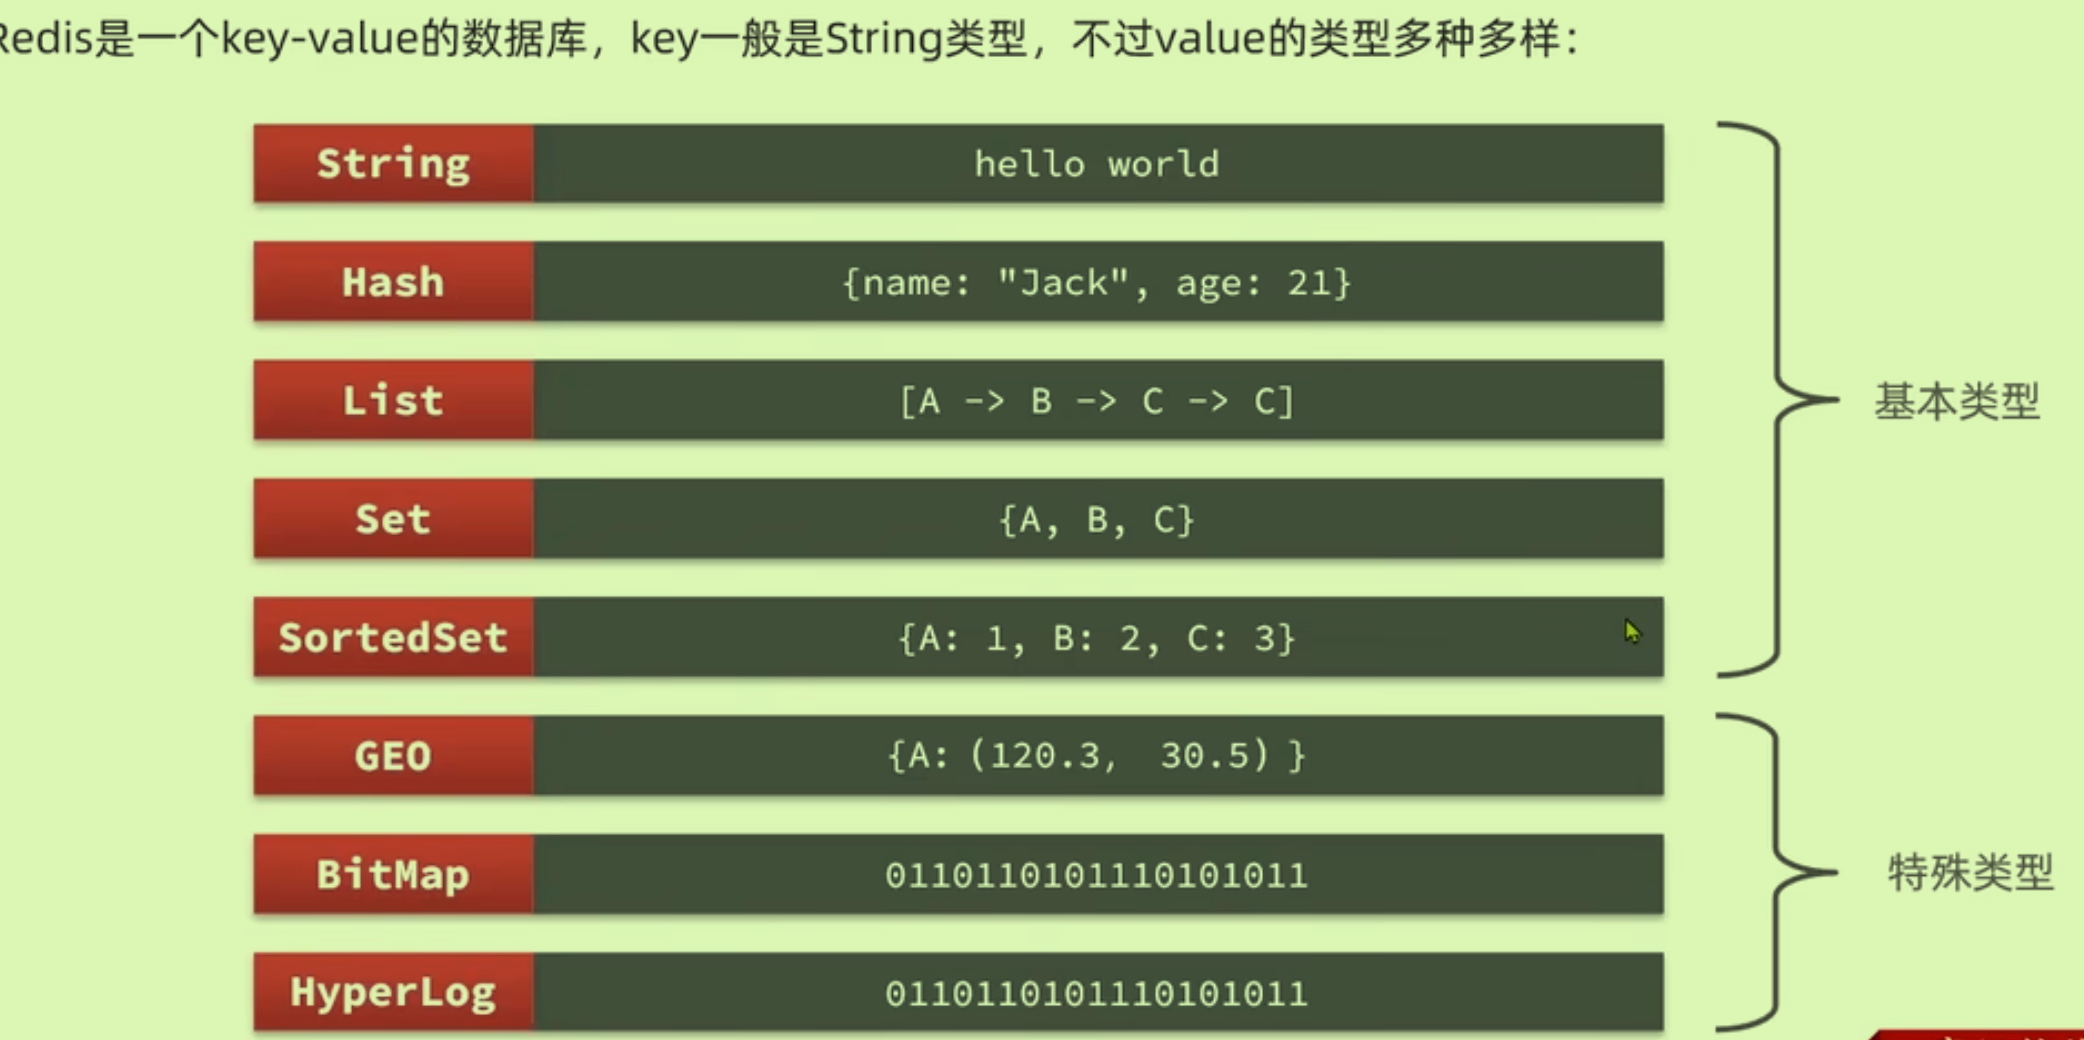 Redis是一个key-value的数据库，key一般是String类型，不过value的类型多种多样：
String hello world
Hash {name: "Jack", age: 21}
List [A -> B -> C -> C]
基本类型
Set {A, B, C}
SortedSet {A: 1, B: 2, C: 3}
GEO {A: (120.3, 30.5) }
BitMap 0110110101110101011
特殊类型
HyperLog 0110110101110101011